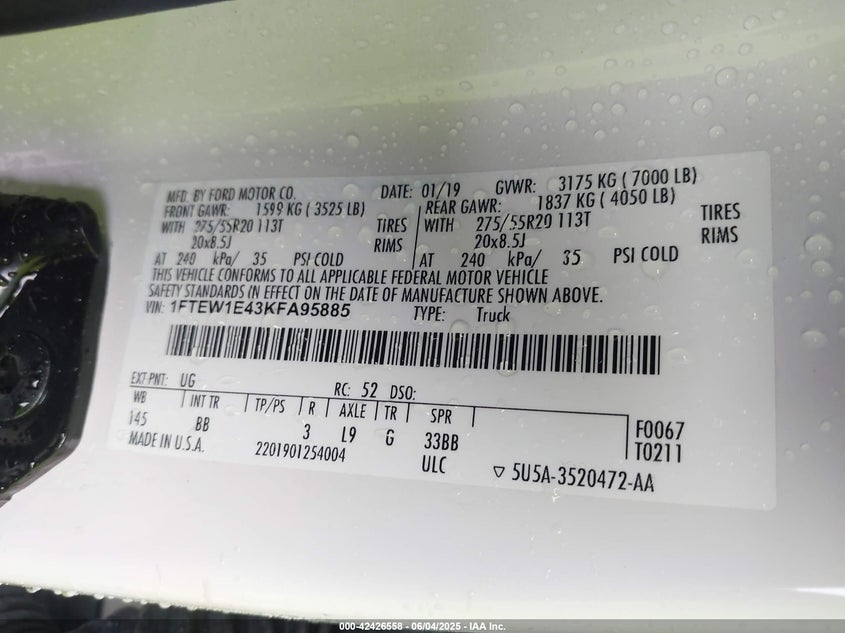 MFD. BY FORD MOTOR CO. DATE: 01/19 GVWR: 3175 KG ( 7000 LB)
FRONT GAWR: 1599 KG ( 3525 LB) REAR GAWR: 1837 KG ( 4050 LB)
WITH 275/55R20 113T TIRES WITH 275/55R20 113T TIRES
20x8.5J RIMS 20x8.5J RIMS
AT 240 kPa/ 35 PSI COLD AT 240 kPa/ 35 PSI COLD
THIS VEHICLE CONFORMS TO ALL APPLICABLE FEDERAL MOTOR VEHICLE
SAFETY STANDARDS IN EFFECT ON THE DATE OF MANUFACTURE SHOWN ABOVE.
VIN: 1FTEW1E43KFA95885 TYPE: Truck
EXT PNT: UG RC: 52 DSO:
WB INT TR TP/PS R AXLE TR SPR
145 BB 3 L9 G 33BB F0067
MADE IN U.S.A. 2201901254004 ULC T0211
5U5A-3520472-AA
000-42426558 - 06/04/2025 - IAA Inc.